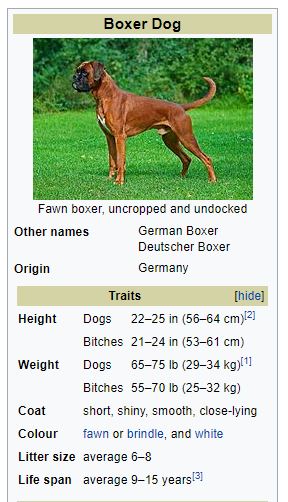 Boxer Dog
Fawn boxer, uncropped and undocked
Other names German Boxer
Deutscher Boxer
Origin Germany
Traits [hide]
Height Dogs 22–25 in (56–64 cm)[2]
Bitches 21–24 in (53–61 cm)
Weight Dogs 65–75 lb (29–34 kg)[1]
Bitches 55–70 lb (25–32 kg)
Coat short, shiny, smooth, close-lying
Colour fawn or brindle, and white
Litter size average 6–8
Life span average 9–15 years[3]